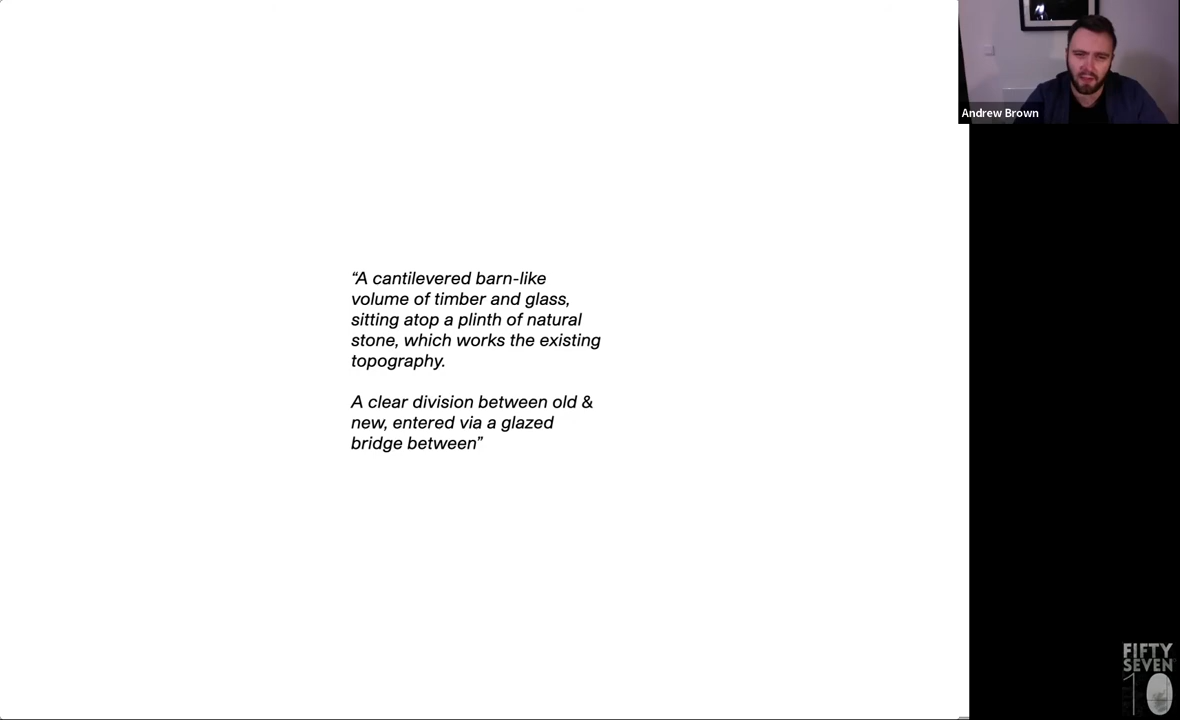 Andrew Brown
“A cantilevered barn-like
volume of timber and glass,
sitting atop a plinth of natural
stone, which works the existing
topography.
A clear division between old &
new, entered via a glazed
bridge between”
FIFTY
SEVEN
10